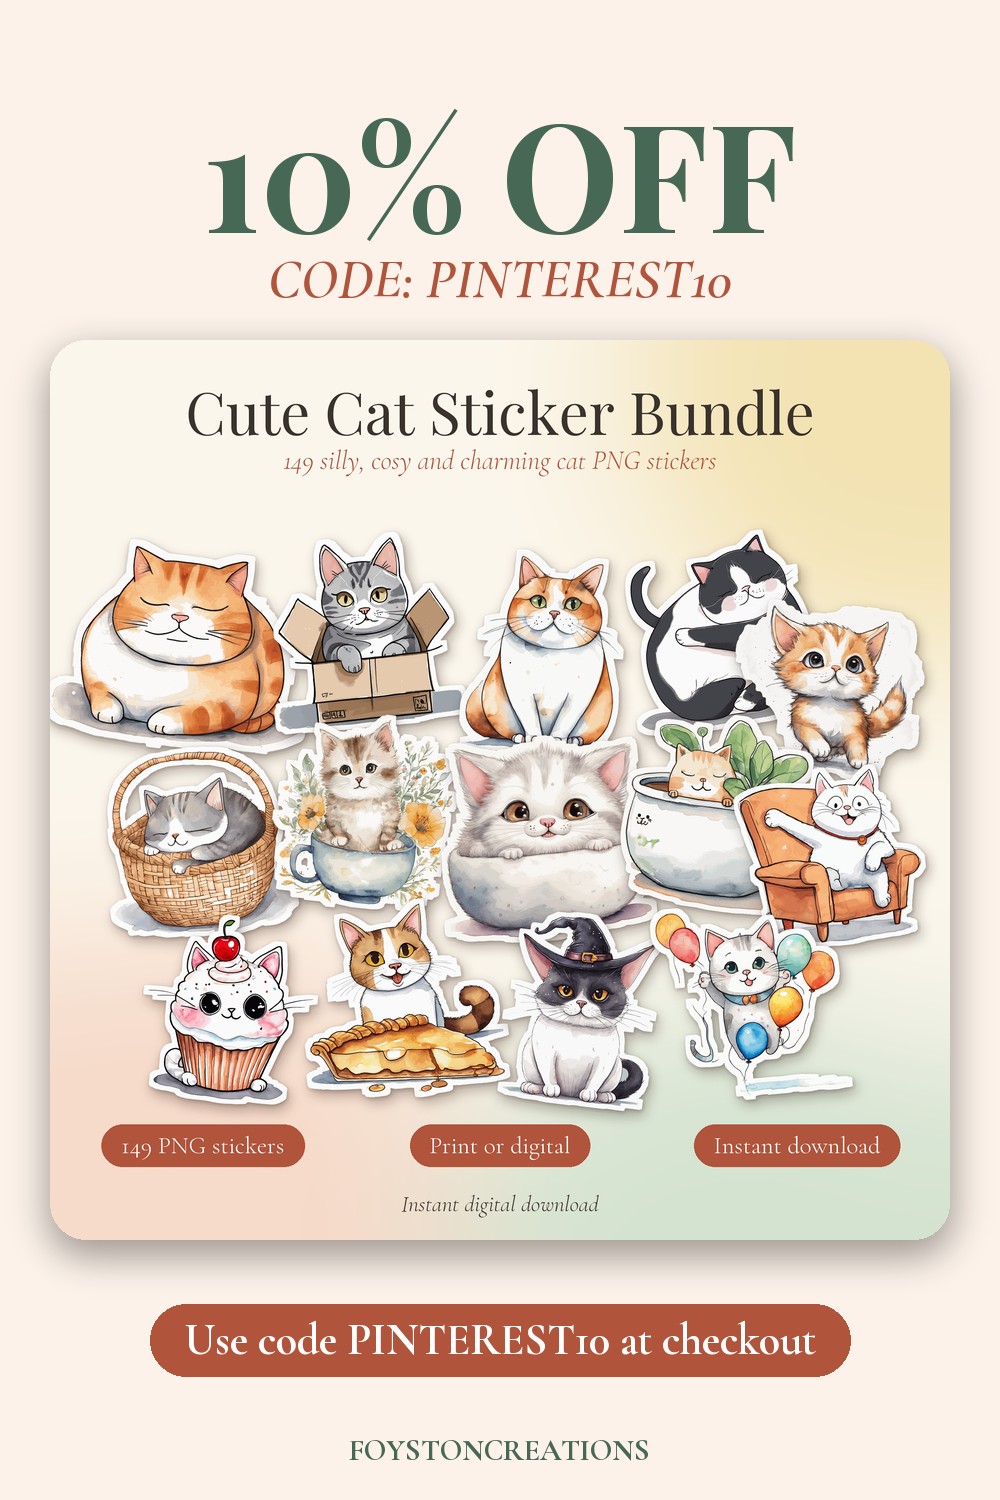 10% OFF
CODE: PINTEREST10
Cute Cat Sticker Bundle
149 silly, cosy and charming cat PNG stickers
149 PNG stickers
Print or digital
Instant download
Instant digital download
Use code PINTEREST10 at checkout
FOYSTONCREATIONS